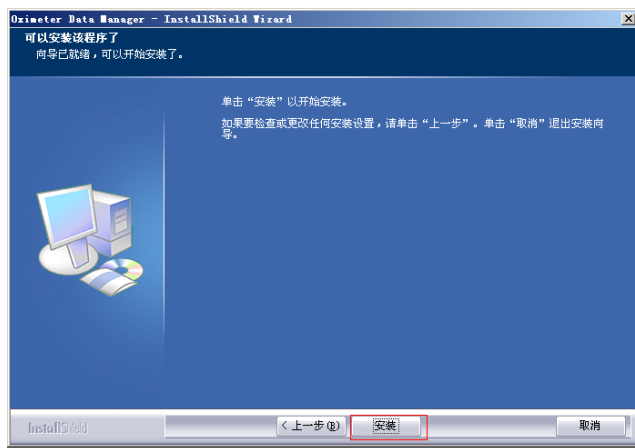 Oximeter Data Manager - InstallShield Wizard
可以安装该程序了
向导已就绪，可以开始安装了。
单击“安装”以开始安装。
如果要检查或更改任何安装设置，请单击“上一步”。单击“取消”退出安装向
导。
InstallShield
< 上一步(B)
安装
取消